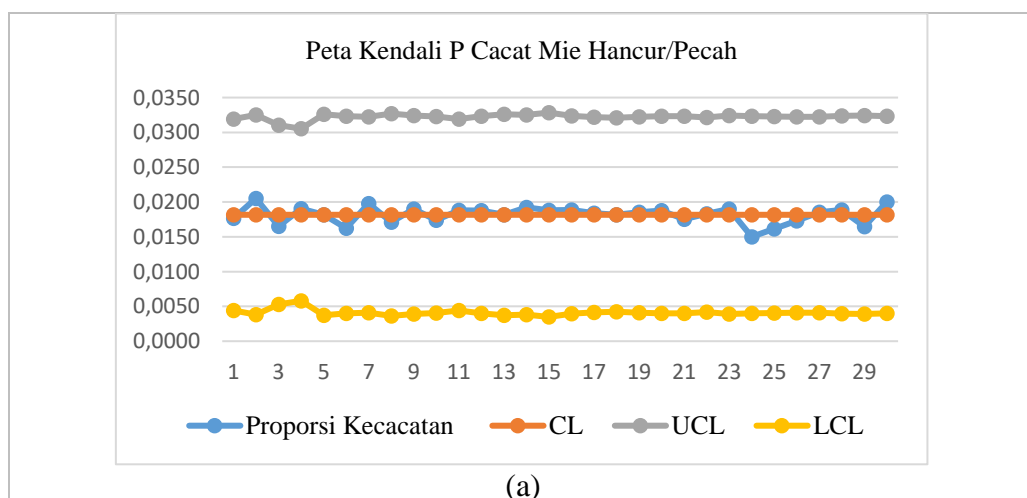 Peta Kendali P Cacat Mie Hancur/Pecah
0,0350
0,0300
0,0250
0,0200
0,0150
0,0100
0,0050
0,0000
1 3 5 7 9 11 13 15 17 19 21 23 25 27 29
Proporsi Kecacatan CL UCL LCL
(a)